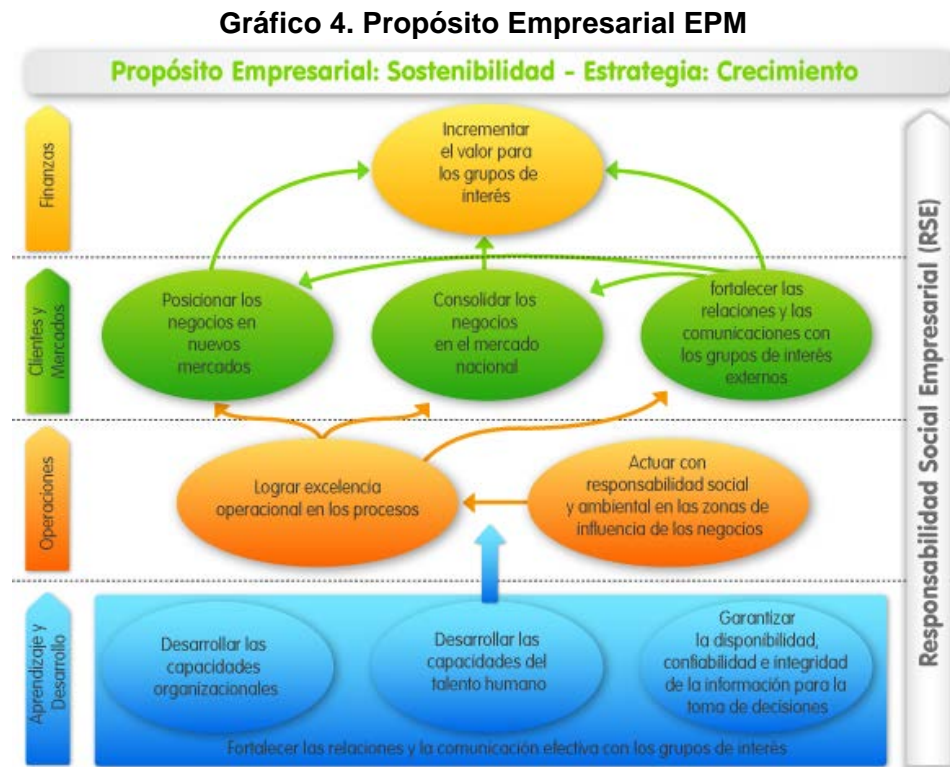 Gráfico 4. Propósito Empresarial EPM
Propósito Empresarial: Sostenibilidad - Estrategia: Crecimiento
Finanzas
Incrementar
el valor para
los grupos de
interés
Clientes y
Mercados
Posicionar los
negocios en
nuevos
mercados
Consolidar los
negocios
en el mercado
nacional
fortalecer las
relaciones y las
comunicaciones con
los grupos de interés
externos
Operaciones
Lograr excelencia
operacional en los procesos
Actuar con
responsabilidad social
y ambiental en las zonas de
influencia de los negocios
Aprendizaje y
Desarrollo
Desarrollar las
capacidades
organizacionales
Desarrollar las
capacidades del
talento humano
Garantizar
la disponibilidad,
confiabilidad e integridad
de la información para la
toma de decisiones
Fortalecer las relaciones y la comunicación efectiva con los grupos de interés
Responsabilidad Social Empresarial (RSE)